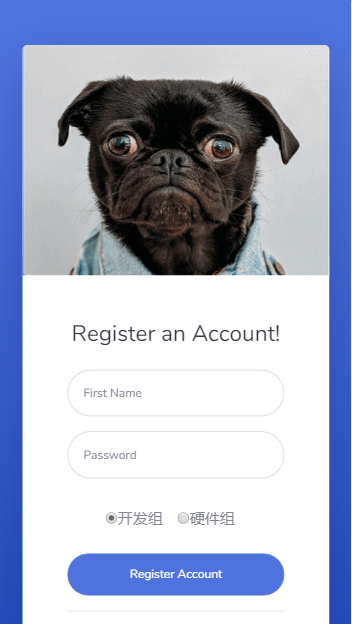 Register an Account!
First Name
Password
开发组 硬件组
Register Account